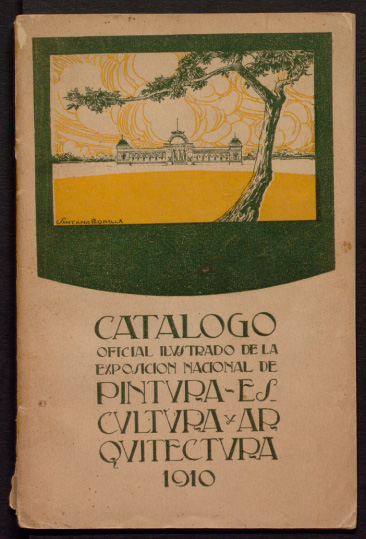 SANTANA BONILLA
CATALOGO
OFICIAL ILVSTRADO DE LA
EXPOSICION NACIONAL DE
PINTVRA-ES
CVLTVRA Y AR
QVITECTVRA
1910